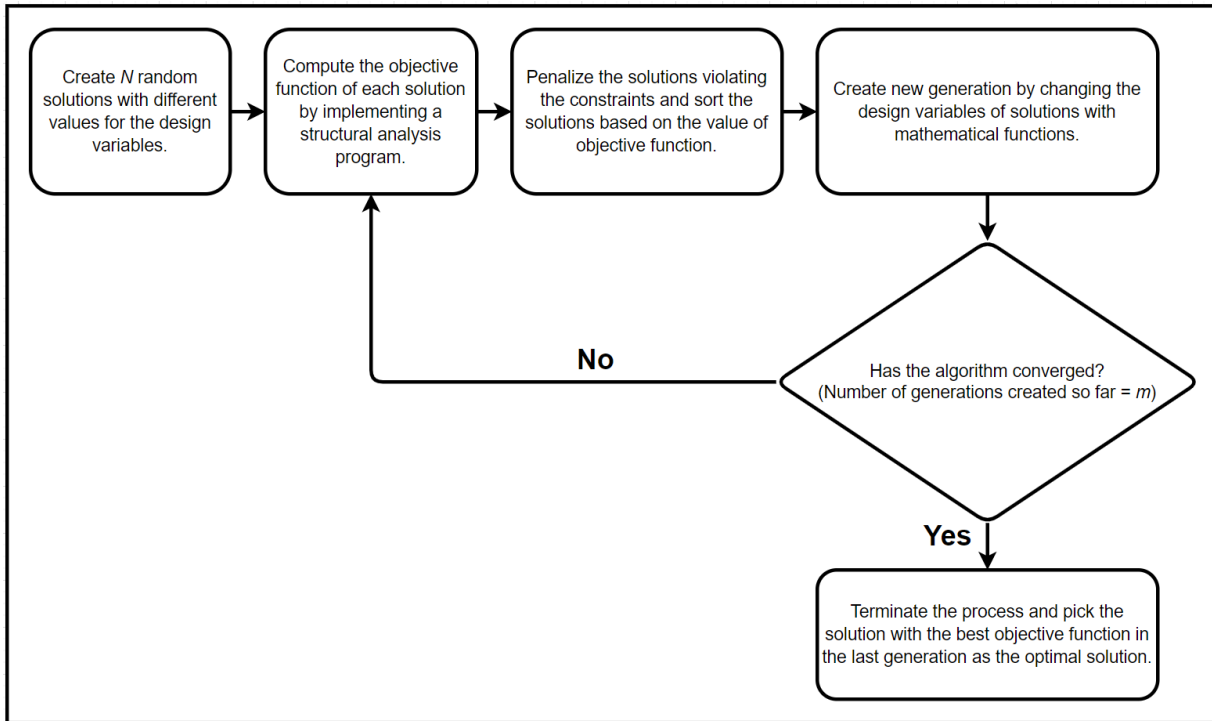 Create N random
solutions with different
values for the design
variables.
Compute the objective
function of each solution
by implementing a
structural analysis
program.
Penalize the solutions violating
the constraints and sort the
solutions based on the value of
objective function.
Create new generation by changing the
design variables of solutions with
mathematical functions.
Has the algorithm converged?
(Number of generations created so far = m)
No
Yes
Terminate the process and pick the
solution with the best objective function in
the last generation as the optimal solution.